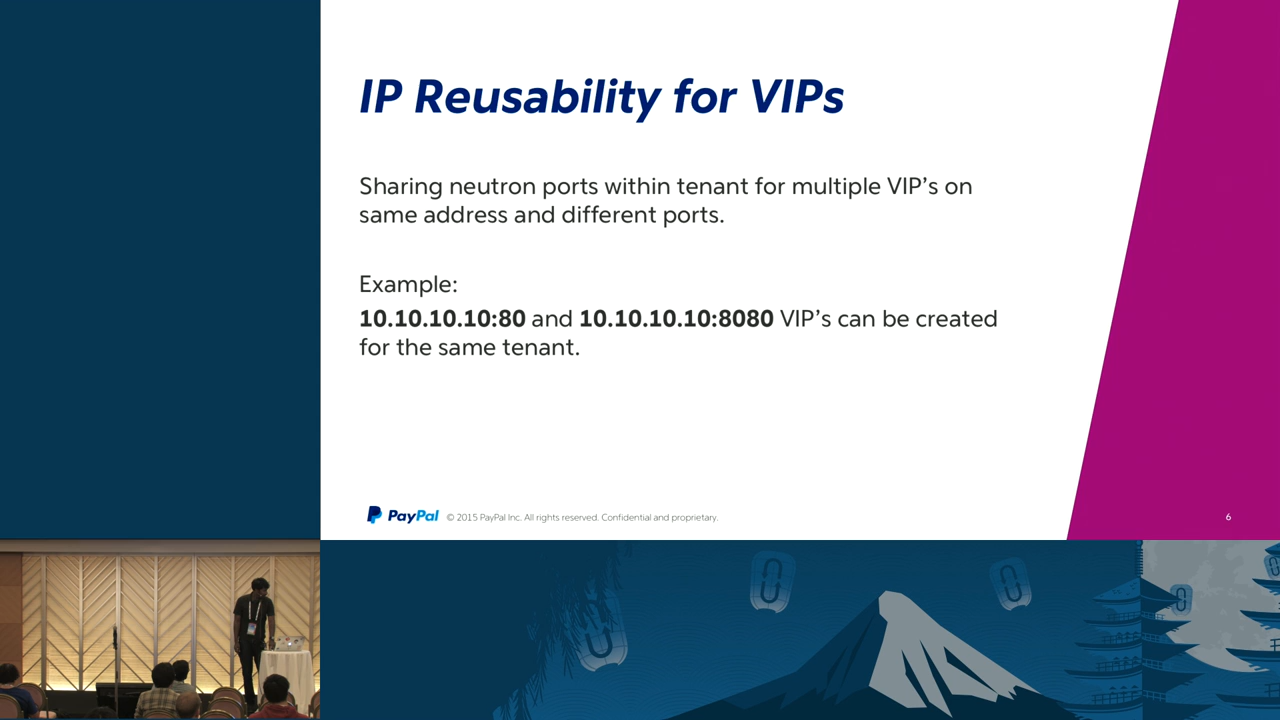 IP Reusability for VIPs
Sharing neutron ports within tenant for multiple VIP’s on
same address and different ports.
Example:
10.10.10.10:80 and 10.10.10.10:8080 VIP’s can be created
for the same tenant.
PayPal © 2015 PayPal Inc. All rights reserved. Confidential and proprietary.
6